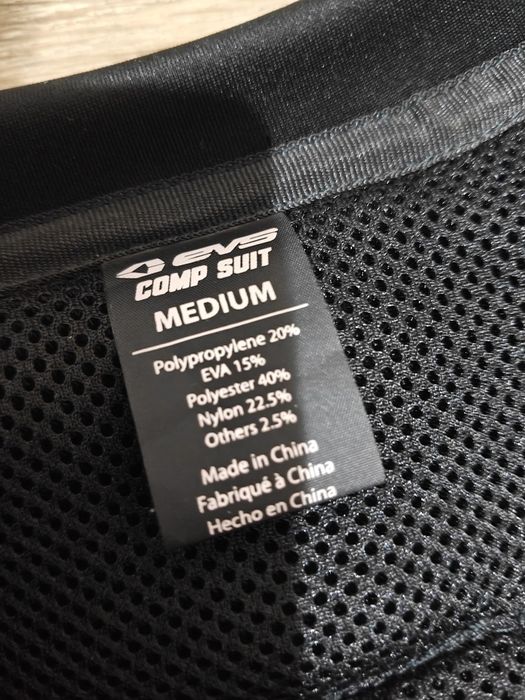 EVS
COMP SUIT
MEDIUM
Polypropylene 20%
EVA 15%
Polyester 40%
Nylon 22.5%
Others 2.5%
Made in China
Fabriqué à China
Hecho en China